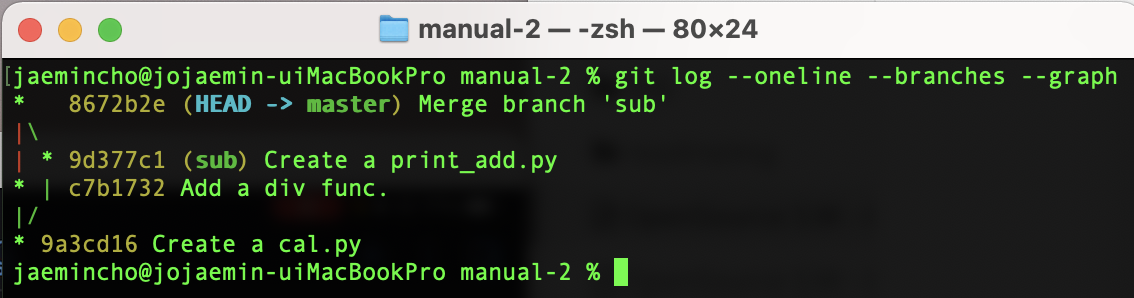 manual-2 — -zsh — 80×24
[jaemincho@jojaemin-uiMacBookPro manual-2 % git log --oneline --branches --graph
*   8672b2e (HEAD -> master) Merge branch 'sub'
|\
| * 9d377c1 (sub) Create a print_add.py
* | c7b1732 Add a div func.
|/
* 9a3cd16 Create a cal.py
jaemincho@jojaemin-uiMacBookPro manual-2 %